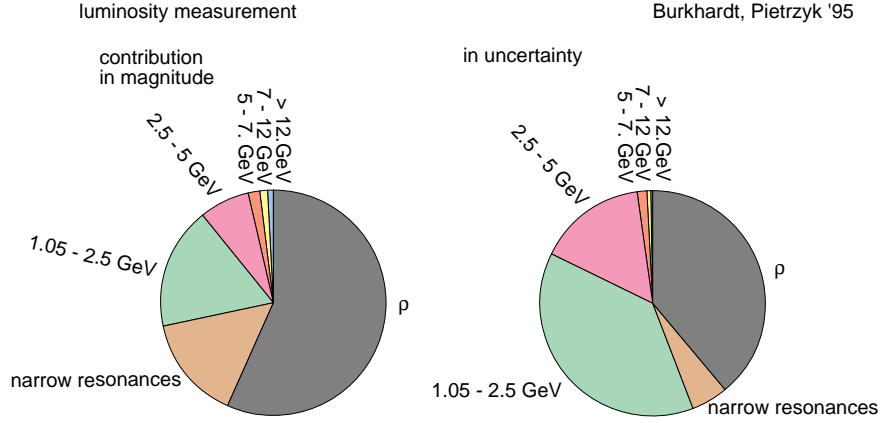 luminosity measurement
Burkhardt, Pietrzyk '95
contribution
in magnitude
> 12.GeV
7 - 12 GeV
5 - 7. GeV
2.5 - 5 GeV
1.05 - 2.5 GeV
narrow resonances
ρ
in uncertainty
> 12.GeV
7 - 12 GeV
5 - 7. GeV
2.5 - 5 GeV
1.05 - 2.5 GeV
narrow resonances
ρ